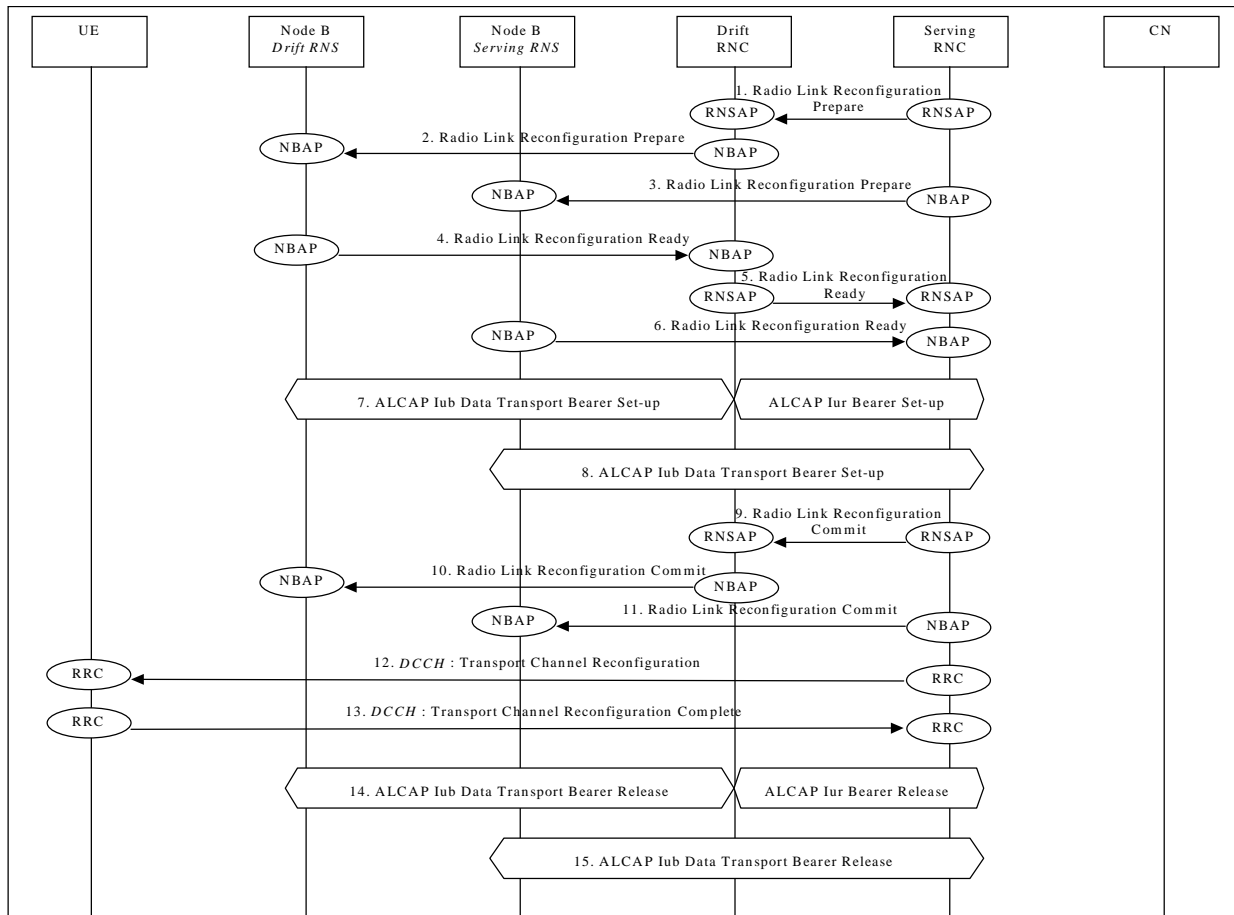 UE
Node B
Drift RNS
Node B
Serving RNS
Drift
RNC
Serving
RNC
CN
1. Radio Link Reconfiguration
Prepare
RNSAP
RNSAP
2. Radio Link Reconfiguration Prepare
NBAP
NBAP
3. Radio Link Reconfiguration Prepare
NBAP
NBAP
4. Radio Link Reconfiguration Ready
NBAP
NBAP
5. Radio Link Reconfiguration
Ready
RNSAP
RNSAP
6. Radio Link Reconfiguration Ready
NBAP
NBAP
7. ALCAP Iub Data Transport Bearer Set-up
ALCAP Iur Bearer Set-up
8. ALCAP Iub Data Transport Bearer Set-up
9. Radio Link Reconfiguration
Commit
RNSAP
RNSAP
10. Radio Link Reconfiguration Commit
NBAP
NBAP
11. Radio Link Reconfiguration Commit
NBAP
NBAP
12. DCCH : Transport Channel Reconfiguration
RRC
RRC
13. DCCH : Transport Channel Reconfiguration Complete
RRC
RRC
14. ALCAP Iub Data Transport Bearer Release
ALCAP Iur Bearer Release
15. ALCAP Iub Data Transport Bearer Release